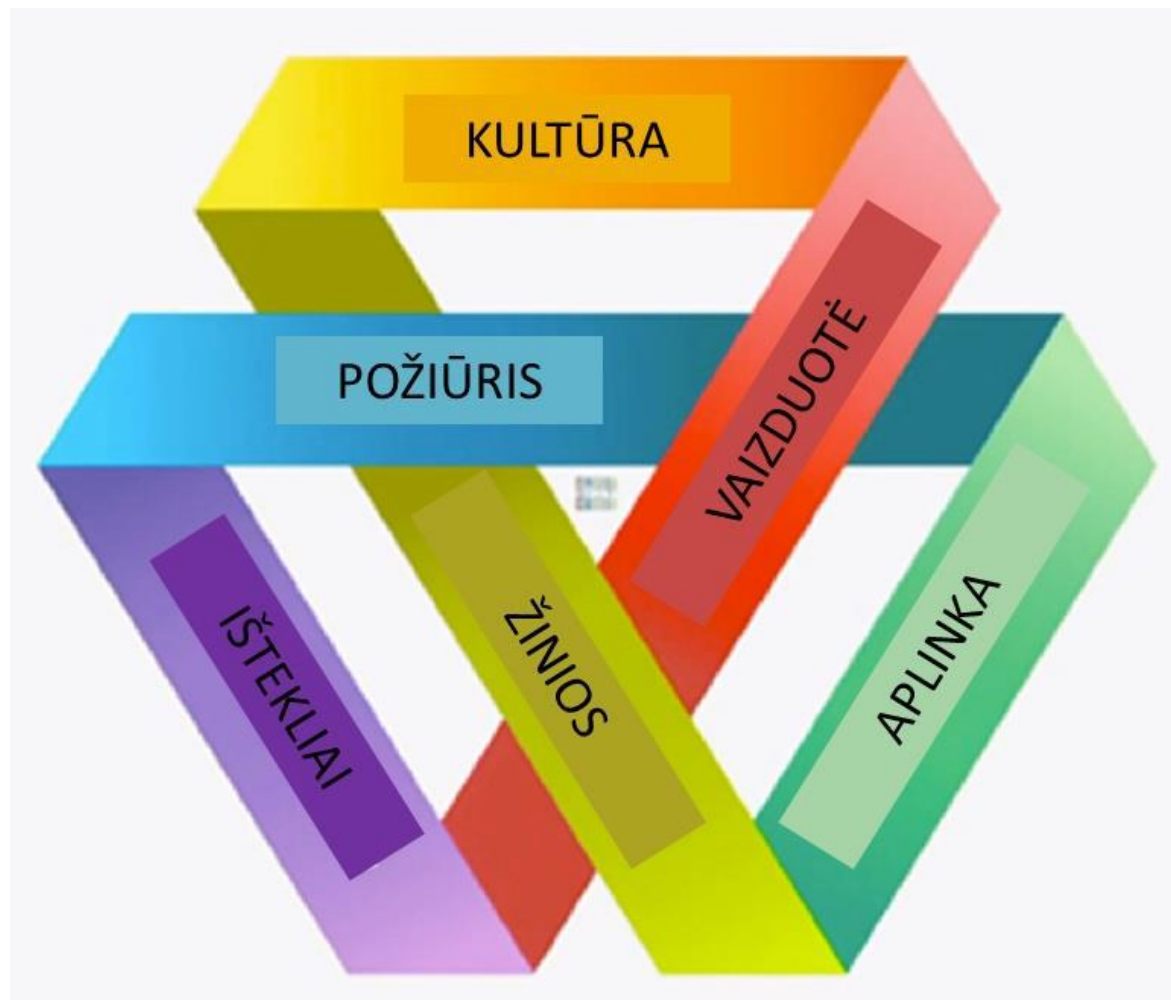 KULTŪRA
POŽIŪRIS
VAIZDUOTĖ
IŠTEKLIAI
ŽINIOS
APLINKA